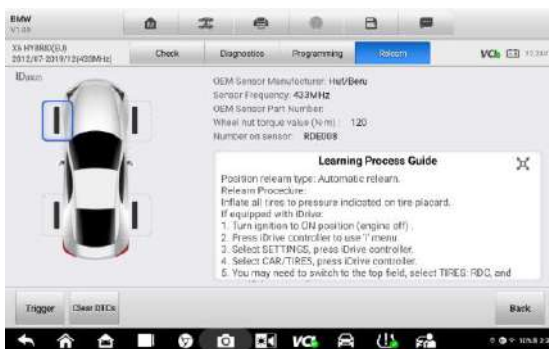 BMW
V1.00
X6 HYBRID(EU)
2012/07-2019/12(433MHz)
Check
Diagnostics
Programming
Relearn
VCI
OEM Sensor Manufacturer: Huf/Beru
Sensor Frequency: 433MHz
OEM Sensor Part Number:
Wheel nut torque value (N·m) : 120
Number on sensor: RDE008
Learning Process Guide
Position relearn type: Automatic relearn.
Relearn Procedure:
Inflate all tires to pressure indicated on tire placard.
If equipped with iDrive:
1. Turn ignition to ON position (engine off) .
2. Press iDrive controller to use 'i' menu
3. Select SETTINGS, press iDrive controller.
4. Select CAR/TIRES, press iDrive controller.
5. You may need to switch to the top field, select TIRES: RDC, and
Trigger
Clear DTCs
Back
VCI